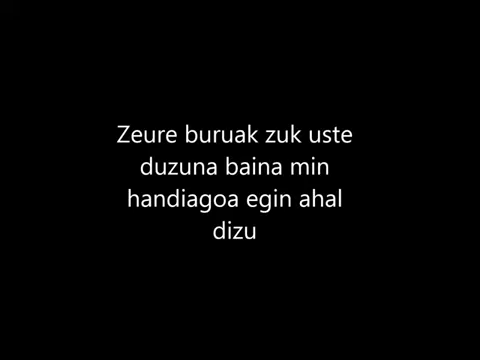 Zeure buruak zuk uste
duzuna baina min
handiagoa egin ahal
dizu